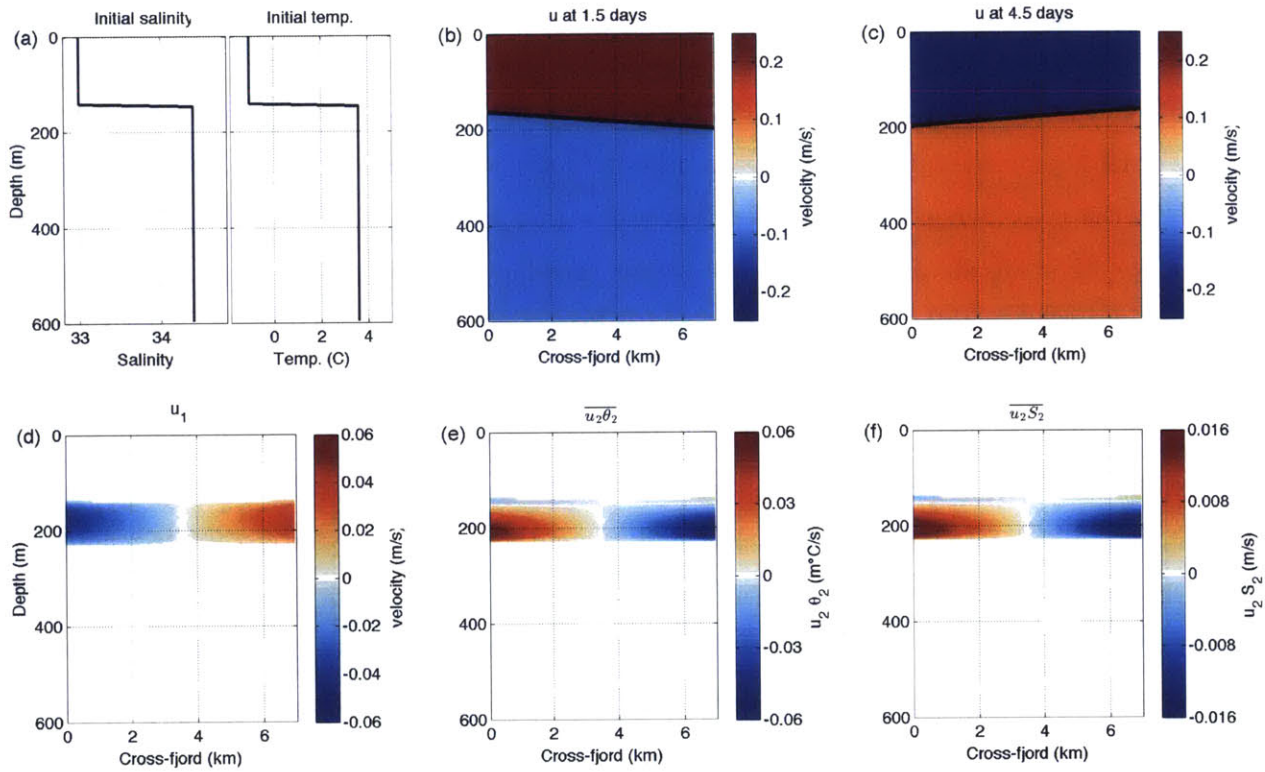 Initial salinity
Initial temp.
(a)
0
200
400
600
Depth (m)
33
34
Salinity
0
2
4
Temp. (C)
u at 1.5 days
(b)
0
200
400
600
0
2
4
6
Cross-fjord (km)
0.2
0.1
0
-0.1
-0.2
velocity (m/s)
u at 4.5 days
(c)
0
200
400
600
0
2
4
6
Cross-fjord (km)
0.2
0.1
0
-0.1
-0.2
velocity (m/s)
u1
(d)
0
200
400
600
Depth (m)
0
2
4
6
Cross-fjord (km)
0.06
0.04
0.02
0
-0.02
-0.04
-0.06
velocity (m/s)
u2θ2
(e)
0
200
400
600
0
2
4
6
Cross-fjord (km)
0.06
0.03
0
-0.03
-0.06
u2 θ2 (m°C/s)
u2S2
(f)
0
200
400
600
0
2
4
6
Cross-fjord (km)
0.016
0.008
0
-0.008
-0.016
u2 S2 (m/s)